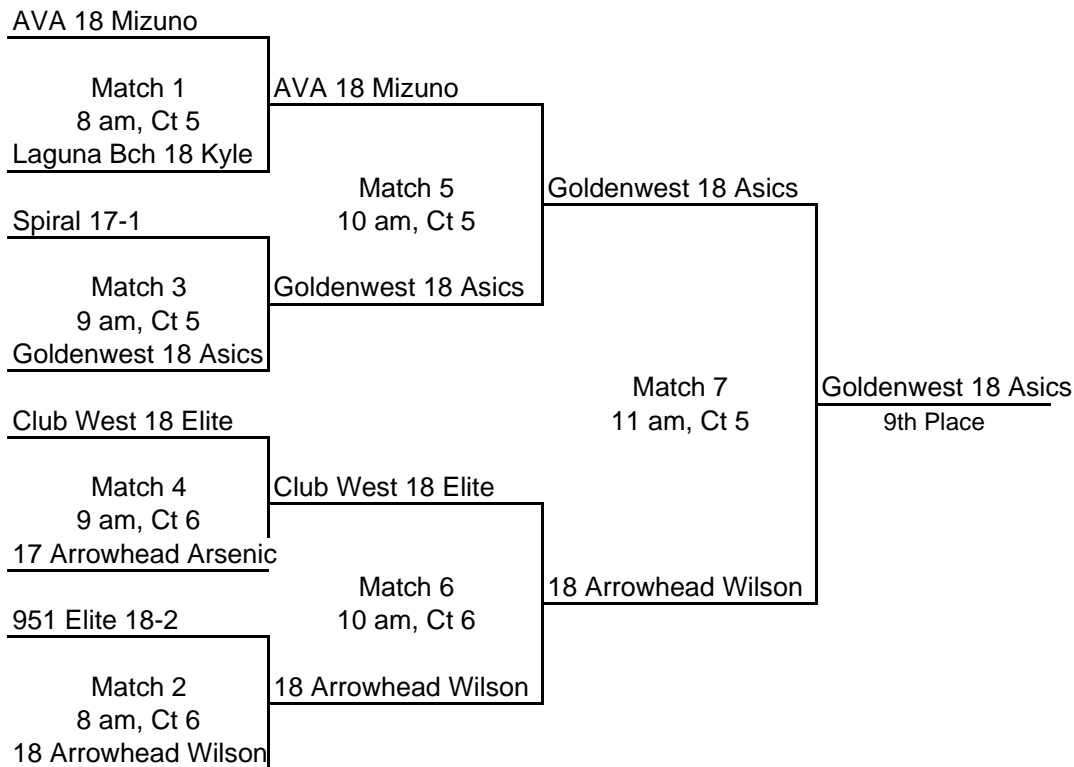 AVA 18 Mizuno
Match 1
8 am, Ct 5
Laguna Bch 18 Kyle
AVA 18 Mizuno
Match 5
10 am, Ct 5
Goldenwest 18 Asics
Spiral 17-1
Match 3
9 am, Ct 5
Goldenwest 18 Asics
Goldenwest 18 Asics
Match 7
11 am, Ct 5
Goldenwest 18 Asics
9th Place
Club West 18 Elite
Match 4
9 am, Ct 6
17 Arrowhead Arsenic
Club West 18 Elite
Match 6
10 am, Ct 6
18 Arrowhead Wilson
951 Elite 18-2
Match 2
8 am, Ct 6
18 Arrowhead Wilson
18 Arrowhead Wilson